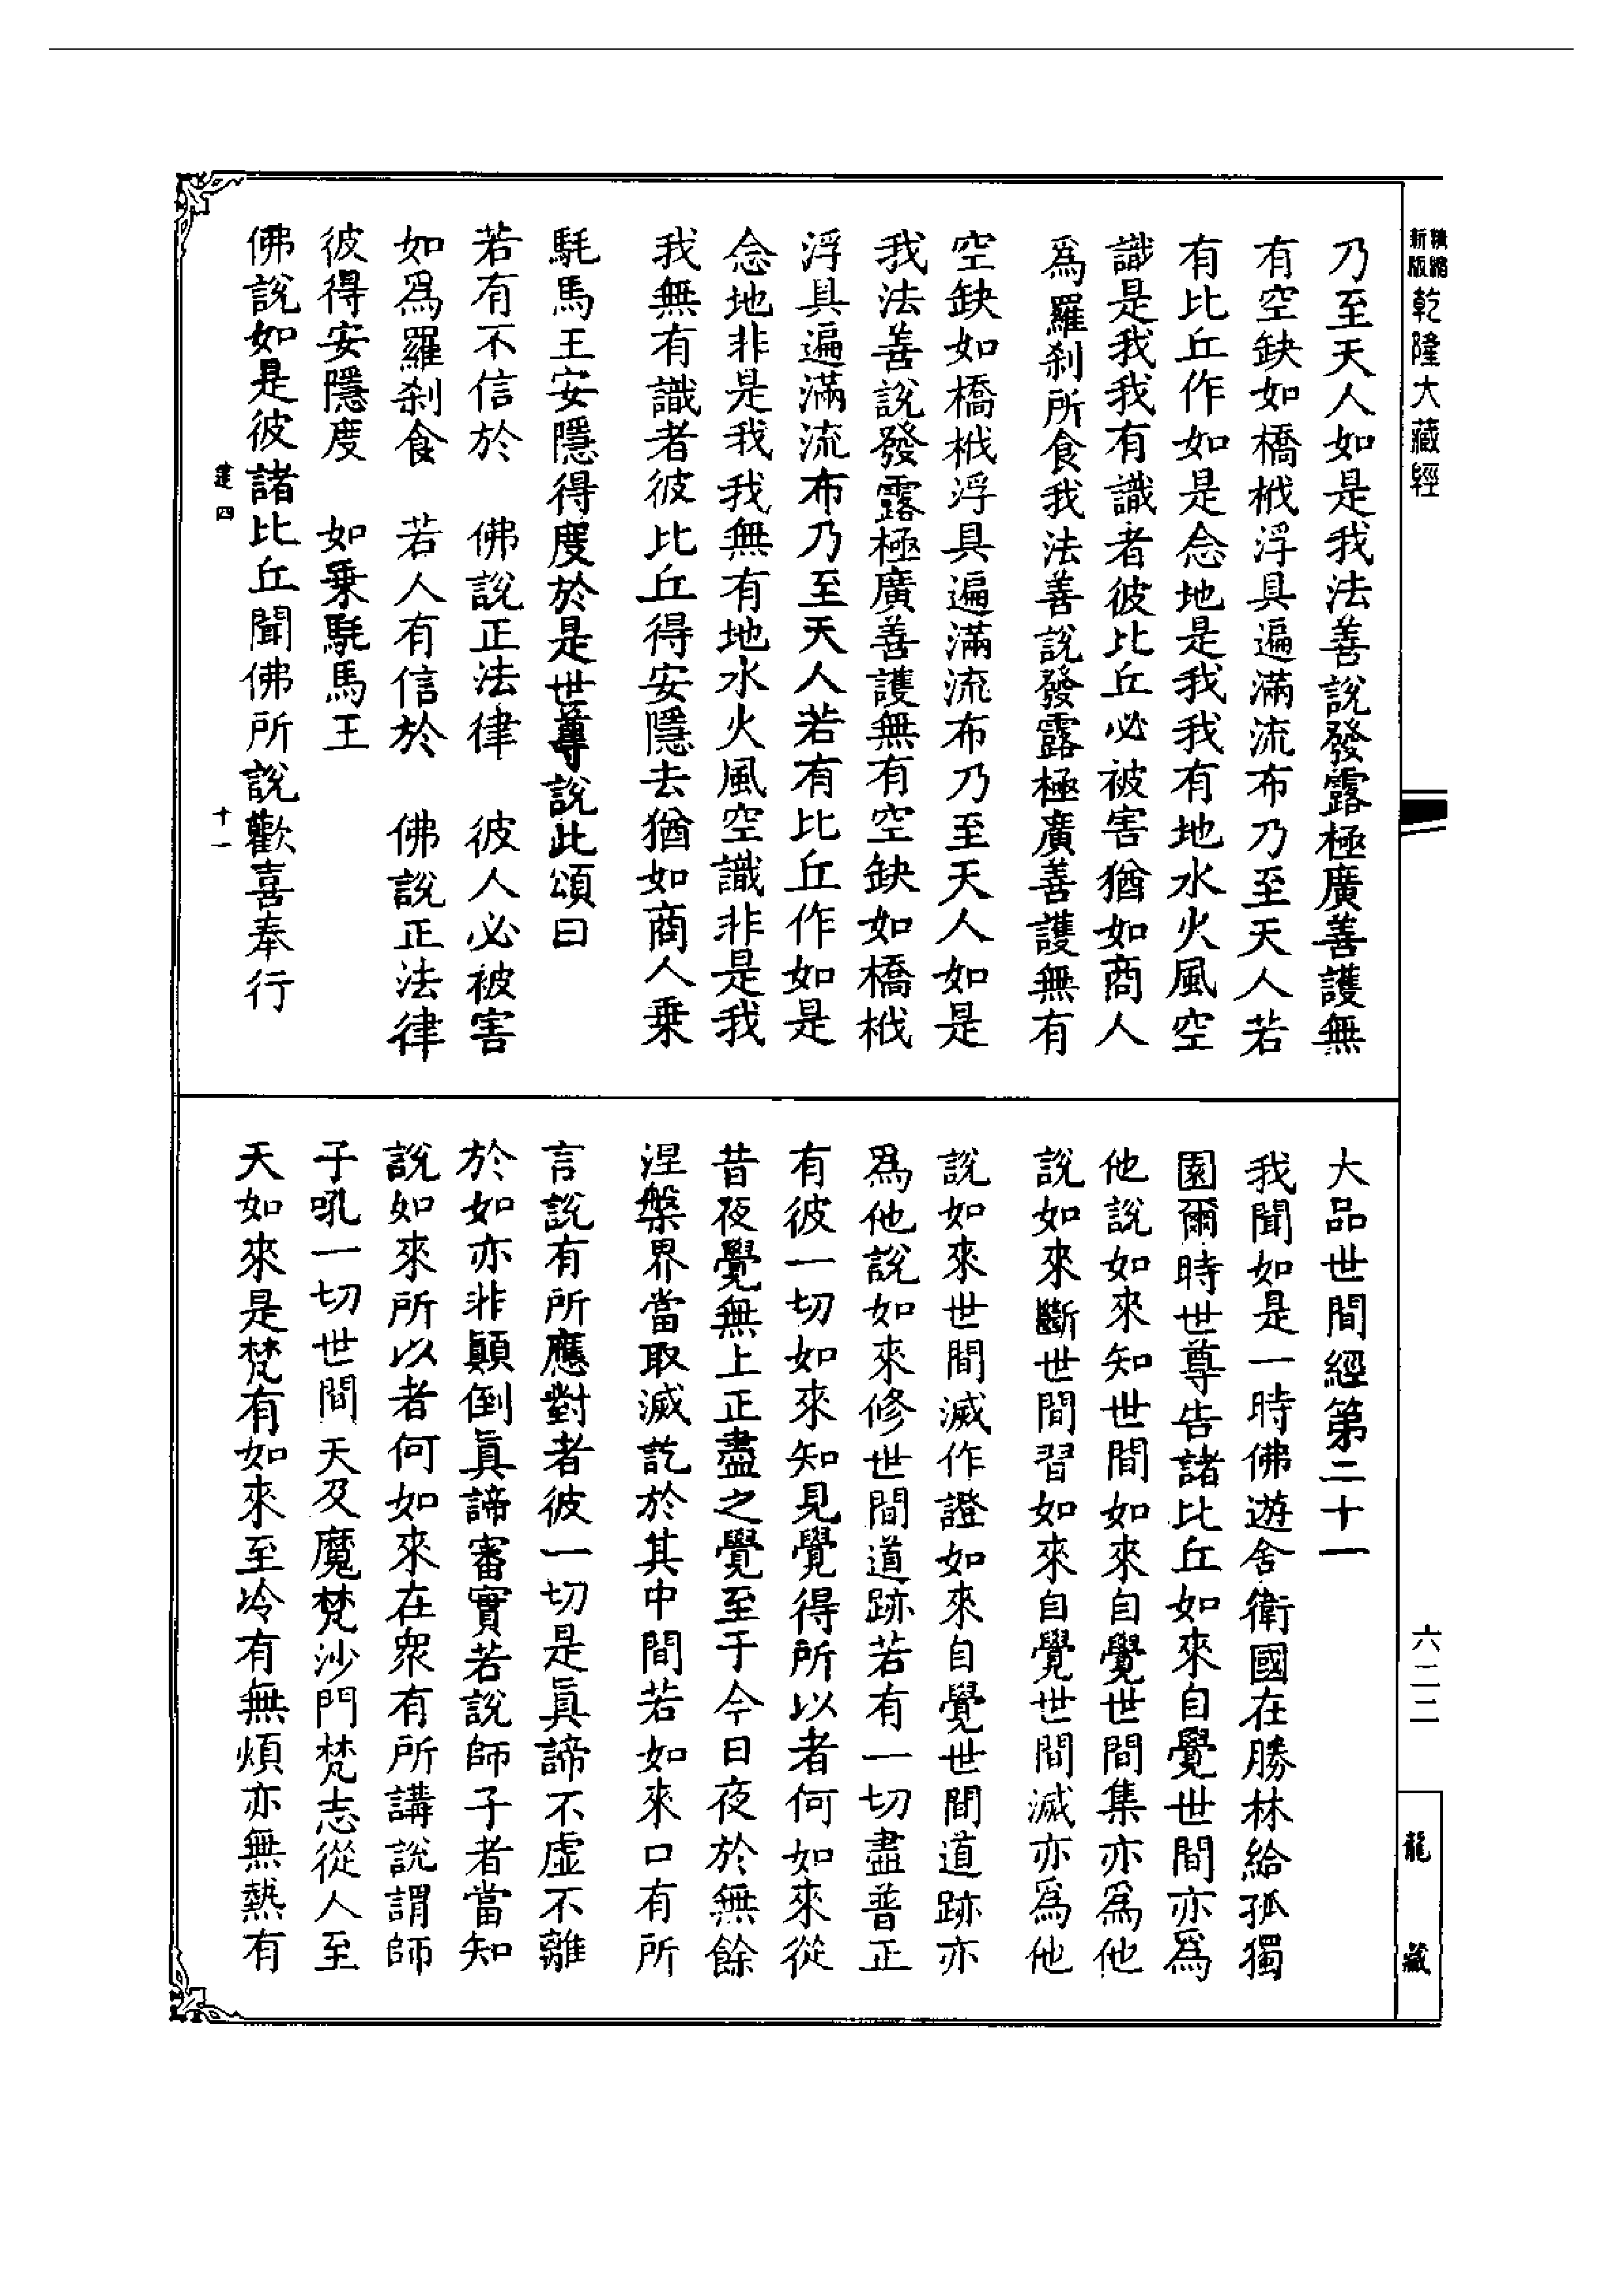 精縮新版乾隆大藏經
乃至天人如是我法善說發露極廣善護無
有空缺如橋栰浮具遍滿流布乃至天人若
有比丘作如是念地是我我有地水火風空
識是我我有識者彼比丘必被害猶如商人
爲羅刹所食我法善說發露極廣善護無有
空缺如橋栰浮具遍滿流布乃至天人如是
我法善說發露極廣善護無有空缺如橋栰
浮具遍滿流布乃至天人若有比丘作如是
念地非是我我無有地水火風空識非是我
我無有識者彼比丘得安隱去猶如商人乗
駹馬王安隱得度於是世尊說此頌曰
若有不信於　佛說正法律　彼人必被害
如爲羅刹食　若人有信於　佛說正法律
彼得安隱度　如乗駹馬王
佛說如是彼諸比丘聞佛所說歡喜奉行
建四　十一
大品世間經第二十一
我聞如是一時佛遊舍衛國在勝林給孤獨
園爾時世尊告諸比丘如來自覺世間亦爲
他說如來知世間如來自覺世間集亦爲他
說如來斷世間習如來自覺世間滅亦爲他
說如來世間滅作證如來自覺世間道跡亦
爲他說如來修世間道跡若有一切盡普正
有彼一切如來知見覺得所以者何如來從
昔夜覺無上正盡之覺至于今日夜於無餘
涅槃界當取滅訖於其中間若如來口有所
言說有所應對者彼一切是眞諦不虛不離
於如亦非顚倒眞諦審實若說師子者當知
說如來所以者何如來在衆有所講說謂師
子吼一切世間天及魔梵沙門梵志從人至
天如來是梵有如來至冷有無煩亦無熱有
六二二
龍藏